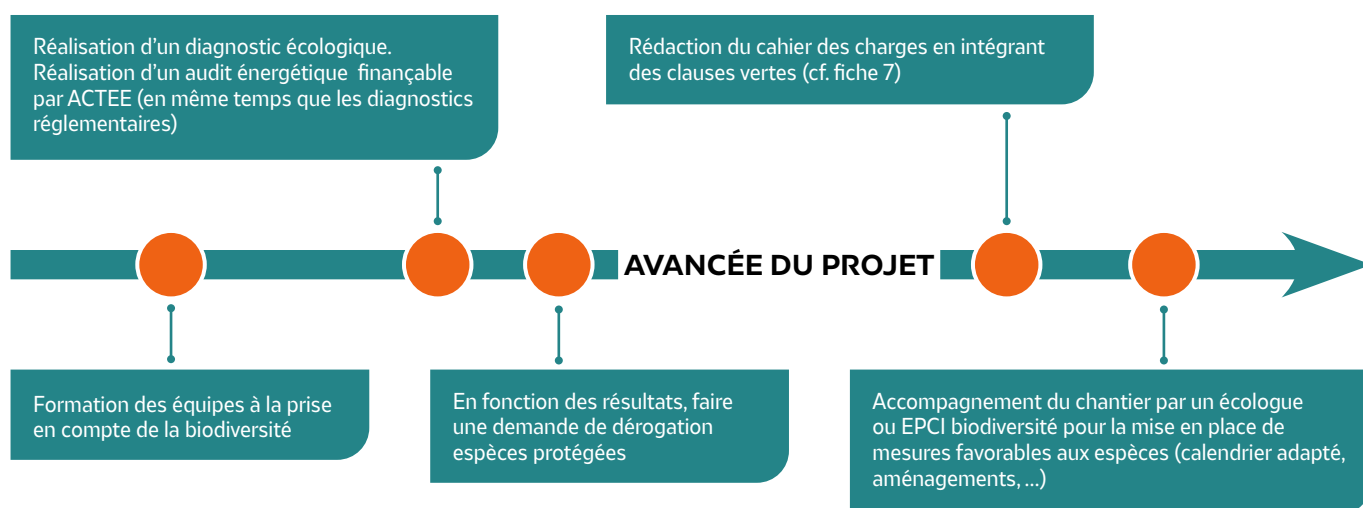 Réalisation d'un diagnostic écologique.
Réalisation d'un audit énergétique finançable
par ACTEE (en même temps que les diagnostics
réglementaires)
Rédaction du cahier des charges en intégrant
des clauses vertes (cf. fiche 7)
AVANCÉE DU PROJET
Formation des équipes à la prise
en compte de la biodiversité
En fonction des résultats, faire
une demande de dérogation
espèces protégées
Accompagnement du chantier par un écologue
ou EPCI biodiversité pour la mise en place de
mesures favorables aux espèces (calendrier adapté,
aménagements, ...)